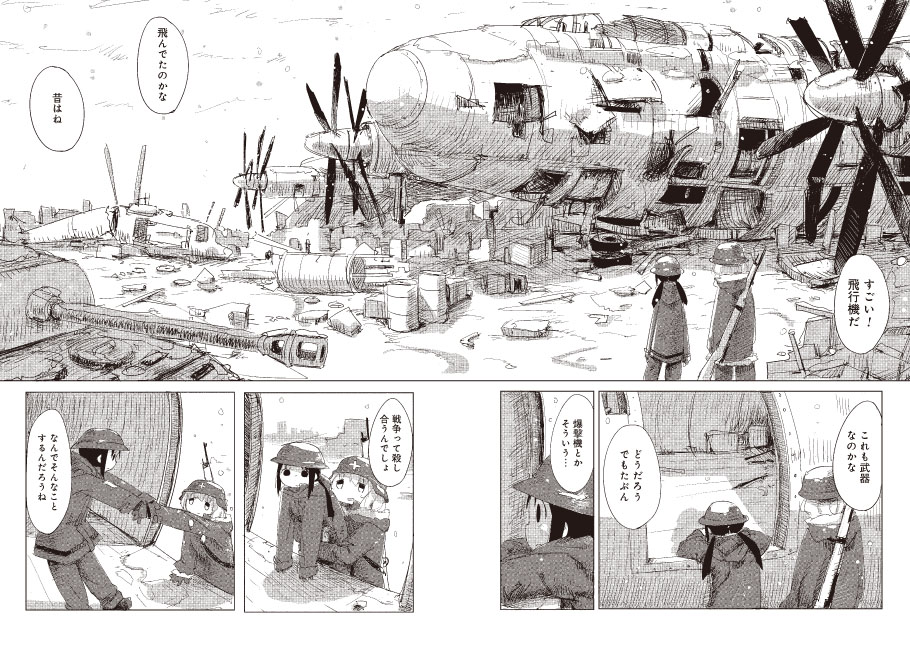 すごい！
飛行機だ
飛んでたのかな
昔はね
これも武器
なのかな
どうだろう
でもたぶん
爆撃機とか
そういう…
戦争って殺し
合うんでしょ
なんでそんなこと
するんだろうね